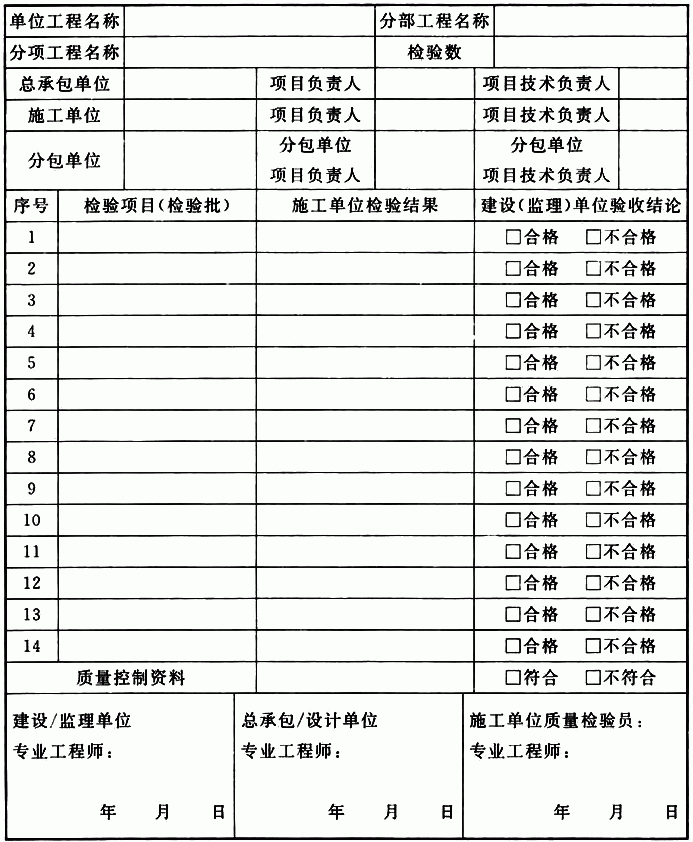 单位工程名称 分部工程名称
分项工程名称 检验数
总承包单位 项目负责人 项目技术负责人
施工单位 项目负责人 项目技术负责人
分包单位 分包单位 分包单位
项目负责人 项目技术负责人
序号 检验项目(检验批) 施工单位检验结果 建设(监理)单位验收结论
1 □合格 □不合格
2 □合格 □不合格
3 □合格 □不合格
4 □合格 □不合格
5 □合格 □不合格
6 □合格 □不合格
7 □合格 □不合格
8 □合格 □不合格
9 □合格 □不合格
10 □合格 □不合格
11 □合格 □不合格
12 □合格 □不合格
13 □合格 □不合格
14 □合格 □不合格
质量控制资料 □符合 □不符合
建设/监理单位 总承包/设计单位 施工单位质量检验员:
专业工程师: 专业工程师: 专业工程师:
年 月 日 年 月 日 年 月 日